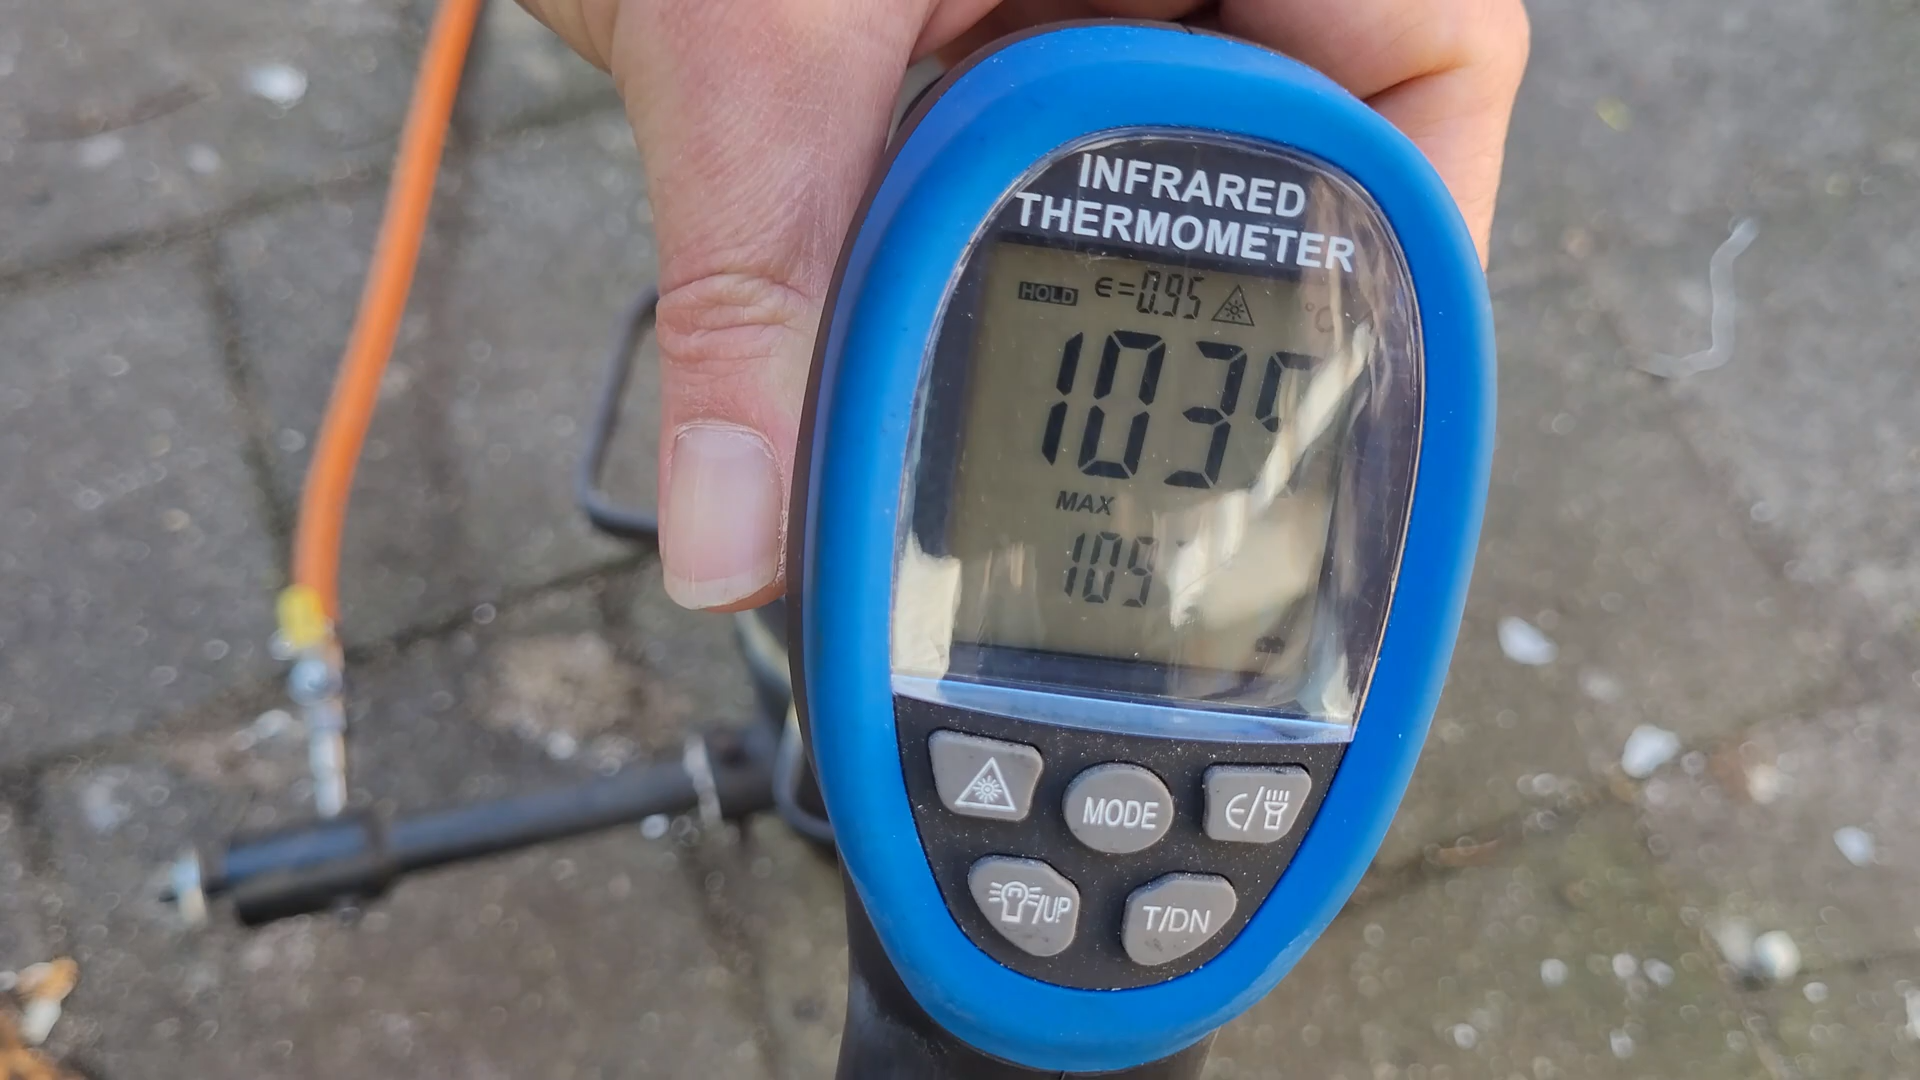 INFRARED
THERMOMETER
HOLD ϵ=0.95 °C
103
MAX
MODE
ϵ/
/UP
T/DN